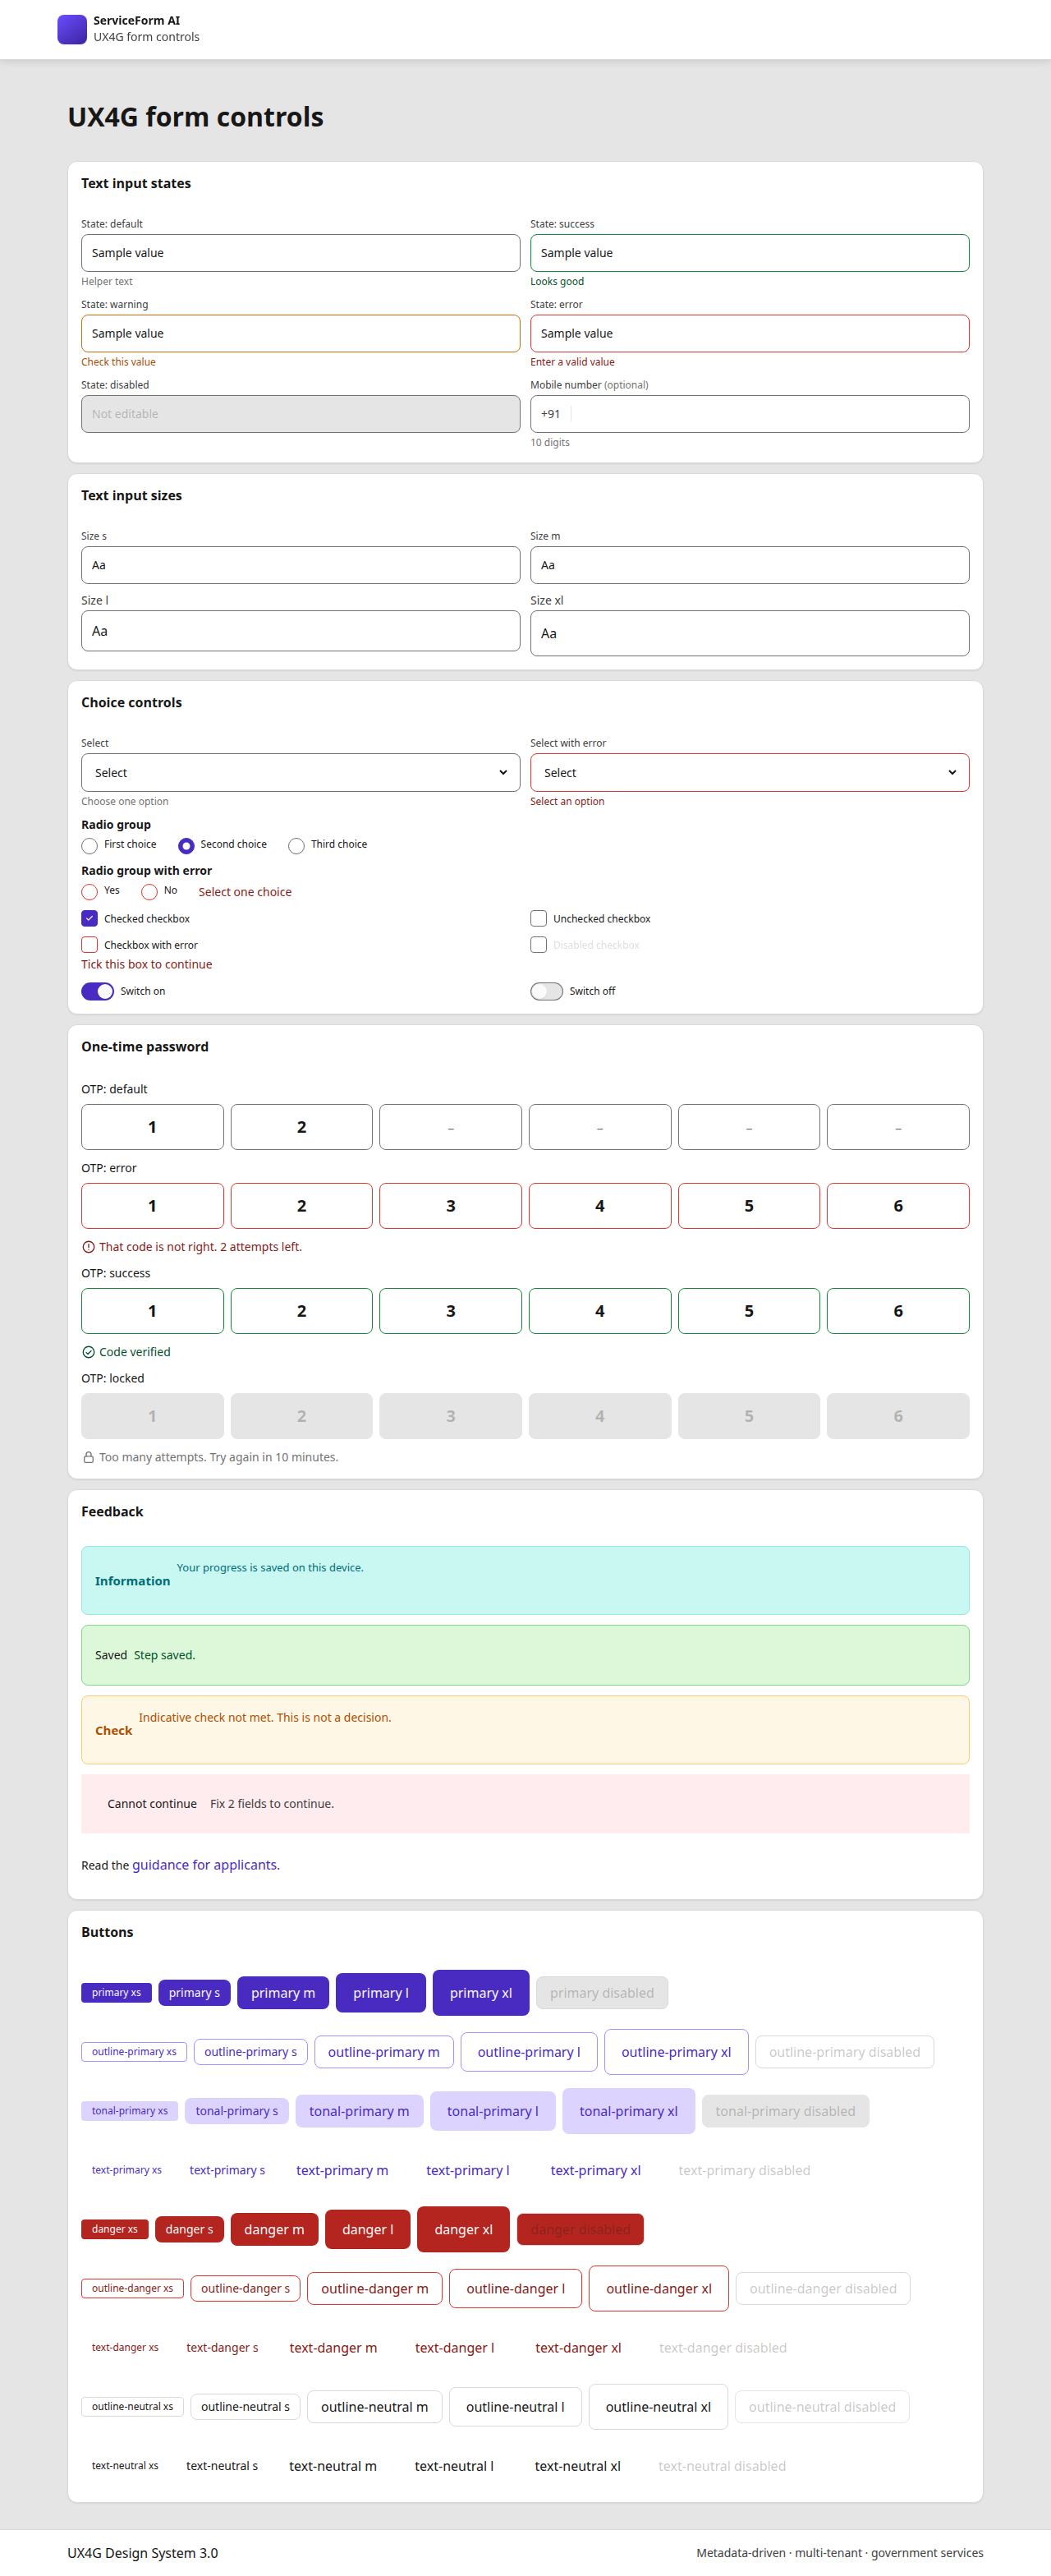 ServiceForm AI
UX4G form controls
UX4G form controls
Text input states
State: default
State: success
Sample value
Sample value
Helper text
Looks good
State: warning
State: error
Sample value
Sample value
Check this value
Enter a valid value
State: disabled
Mobile number (optional)
Not editable
+91
10 digits
Text input sizes
Size s
Size m
Aa
Aa
Size l
Size xl
Aa
Aa
Choice controls
Select
Select with error
Select
Select
Choose one option
Select an option
Radio group
First choice Second choice Third choice
Radio group with error
Yes No Select one choice
Checked checkbox
Unchecked checkbox
Checkbox with error
Disabled checkbox
Tick this box to continue
Switch on
Switch off
One-time password
OTP: default
1 2 – – – –
OTP: error
1 2 3 4 5 6
That code is not right. 2 attempts left.
OTP: success
1 2 3 4 5 6
Code verified
OTP: locked
1 2 3 4 5 6
Too many attempts. Try again in 10 minutes.
Feedback
Information Your progress is saved on this device.
Saved Step saved.
Check Indicative check not met. This is not a decision.
Cannot continue Fix 2 fields to continue.
Read the guidance for applicants.
Buttons
primary xs primary s primary m primary l primary xl primary disabled
outline-primary xs outline-primary s outline-primary m outline-primary l outline-primary xl outline-primary disabled
tonal-primary xs tonal-primary s tonal-primary m tonal-primary l tonal-primary xl tonal-primary disabled
text-primary xs text-primary s text-primary m text-primary l text-primary xl text-primary disabled
danger xs danger s danger m danger l danger xl danger disabled
outline-danger xs outline-danger s outline-danger m outline-danger l outline-danger xl outline-danger disabled
text-danger xs text-danger s text-danger m text-danger l text-danger xl text-danger disabled
outline-neutral xs outline-neutral s outline-neutral m outline-neutral l outline-neutral xl outline-neutral disabled
text-neutral xs text-neutral s text-neutral m text-neutral l text-neutral xl text-neutral disabled
UX4G Design System 3.0
Metadata-driven · multi-tenant · government services